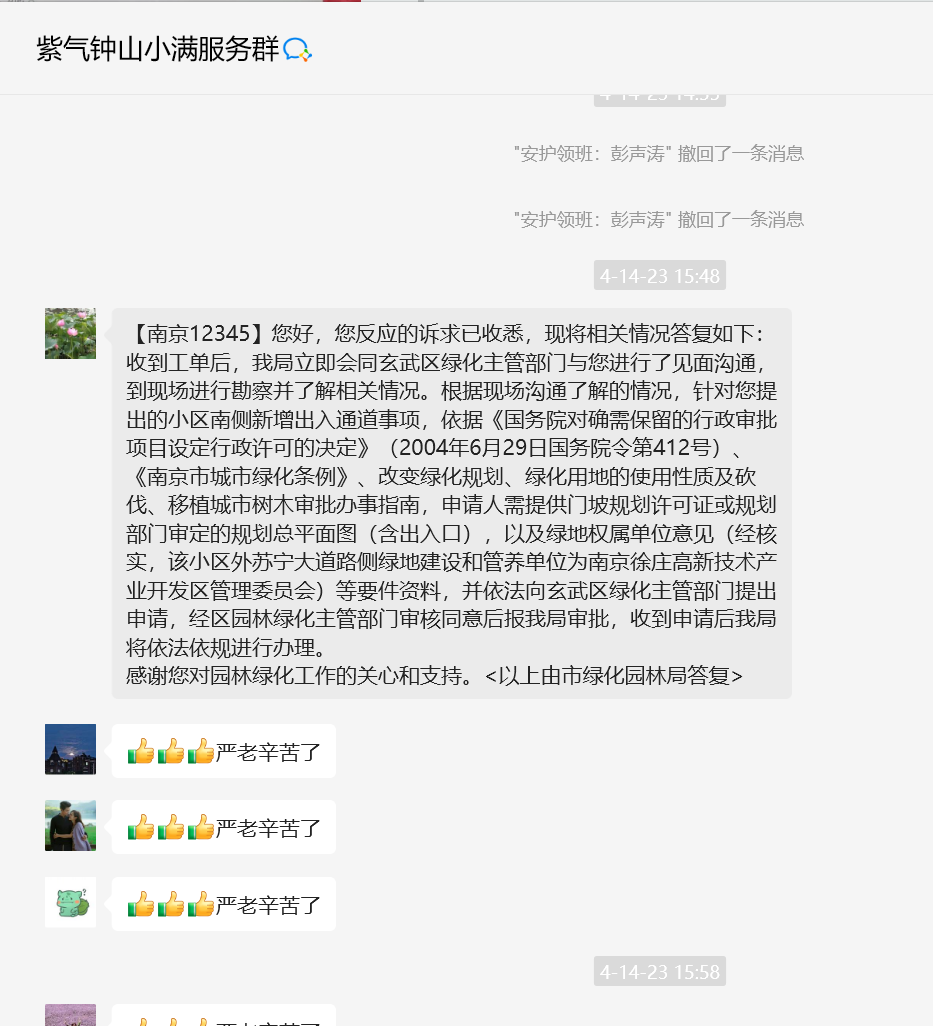 紫气钟山小满服务群
4-14-23 14:55
"安护领班：彭声涛" 撤回了一条消息
"安护领班：彭声涛" 撤回了一条消息
4-14-23 15:48
【南京12345】您好，您反应的诉求已收悉，现将相关情况答复如下：
收到工单后，我局立即会同玄武区绿化主管部门与您进行了见面沟通，
到现场进行勘察并了解相关情况。根据现场沟通了解的情况，针对您提
出的小区南侧新增出入通道事项，依据《国务院对确需保留的行政审批
项目设定行政许可的决定》（2004年6月29日国务院令第412号）、
《南京市城市绿化条例》、改变绿化规划、绿化用地的使用性质及砍
伐、移植城市树木审批办事指南，申请人需提供门坡规划许可证或规划
部门审定的规划总平面图（含出入口），以及绿地权属单位意见（经核
实，该小区外苏宁大道路侧绿地建设和管养单位为南京徐庄高新技术产
业开发区管理委员会）等要件资料，并依法向玄武区绿化主管部门提出
申请，经区园林绿化主管部门审核同意后报我局审批，收到申请后我局
将依法依规进行办理。
感谢您对园林绿化工作的关心和支持。<以上由市绿化园林局答复>
👍👍👍严老辛苦了
👍👍👍严老辛苦了
👍👍👍严老辛苦了
4-14-23 15:58
👍👍👍严老辛苦了